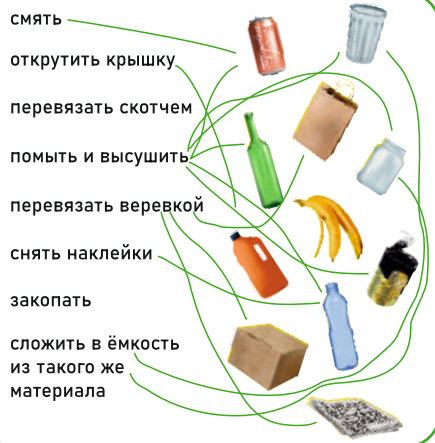 смять
открутить крышку
перевязать скотчем
помыть и высушить
перевязать веревкой
снять наклейки
закопать
сложить в ёмкость
из такого же
материала